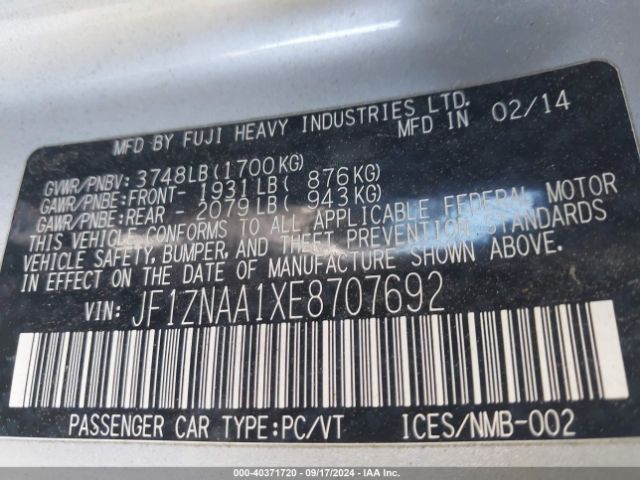 MFD BY FUJI HEAVY INDUSTRIES LTD.
MFD IN 02/14
GVWR/PNBV: 3748LB(1700KG)
GAWR/PNBE:FRONT- 1931LB( 876KG)
GAWR/PNBE:REAR - 2079LB( 943KG)
THIS VEHICLE CONFORMS TO ALL APPLICABLE FEDERAL MOTOR
VEHICLE SAFETY, BUMPER, AND THEFT PREVENTION STANDARDS
IN EFFECT ON THE DATE OF MANUFACTURE SHOWN ABOVE.
VIN: JF1ZNAA1XE8707692
PASSENGER CAR TYPE:PC/VT ICES/NMB-002
000-40371720 - 09/17/2024 - IAA Inc.